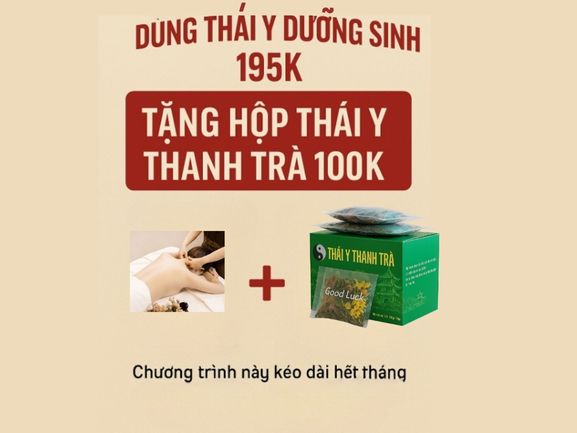 DÙNG THÁI Y DƯỠNG SINH
195K
TẶNG HỘP THÁI Y
THANH TRÀ 100K
THÁI Y THANH TRÀ
Good Luck
Chương trình này kéo dài hết tháng